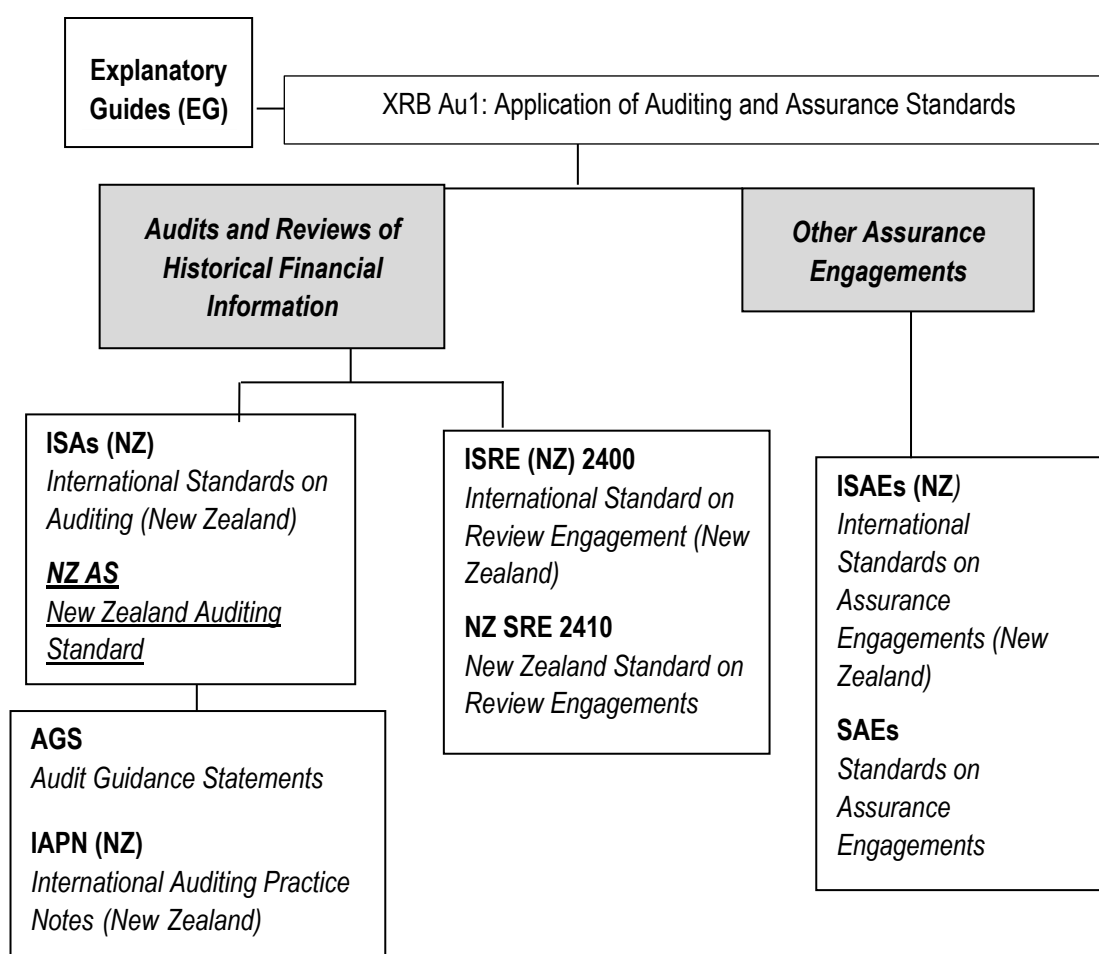 Explanatory
Guides (EG)
XRB Au1: Application of Auditing and Assurance Standards
Audits and Reviews of
Historical Financial
Information
Other Assurance
Engagements
ISAs (NZ)
International Standards on
Auditing (New Zealand)
NZ AS
New Zealand Auditing
Standard
ISRE (NZ) 2400
International Standard on
Review Engagement (New
Zealand)
NZ SRE 2410
New Zealand Standard on
Review Engagements
ISAEs (NZ)
International
Standards on
Assurance
Engagements (New
Zealand)
SAEs
Standards on
Assurance
Engagements
AGS
Audit Guidance Statements
IAPN (NZ)
International Auditing Practice
Notes (New Zealand)